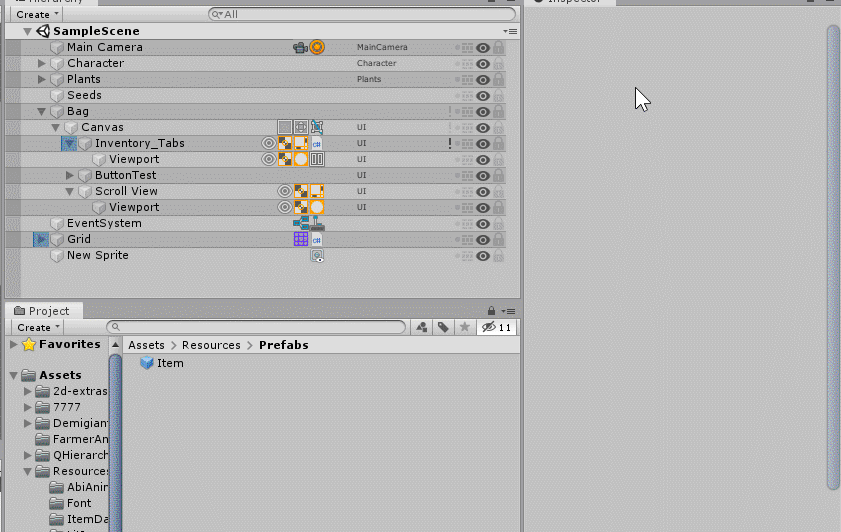 Hierarchy
Inspector
Create
All
SampleScene
Main Camera MainCamera
Character Character
Plants Plants
Seeds
Bag
Canvas UI
Inventory_Tabs UI
Viewport UI
ButtonTest UI
Scroll View UI
Viewport UI
EventSystem
Grid
New Sprite
Project
Create
11
Favorites
Assets > Resources > Prefabs
Item
Assets
2d-extras
7777
Demigian
FarmerAn
QHierarch
Resources
AbiAnin
Font
ItemDa